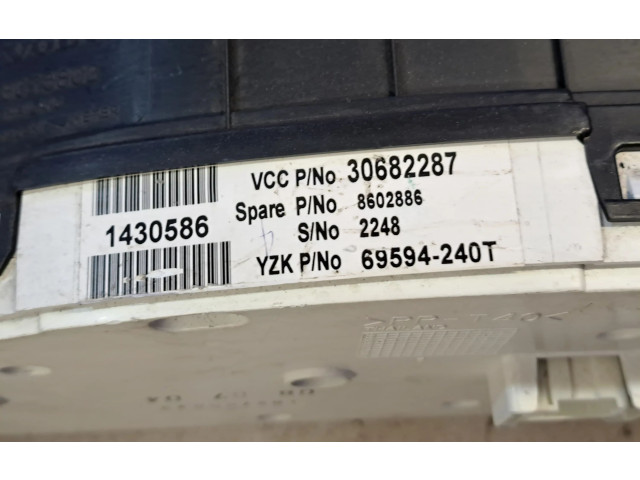 VCC P/No 30682287
Spare P/No 8602886
1430586
S/No 2248
YZK P/No 69594-240T